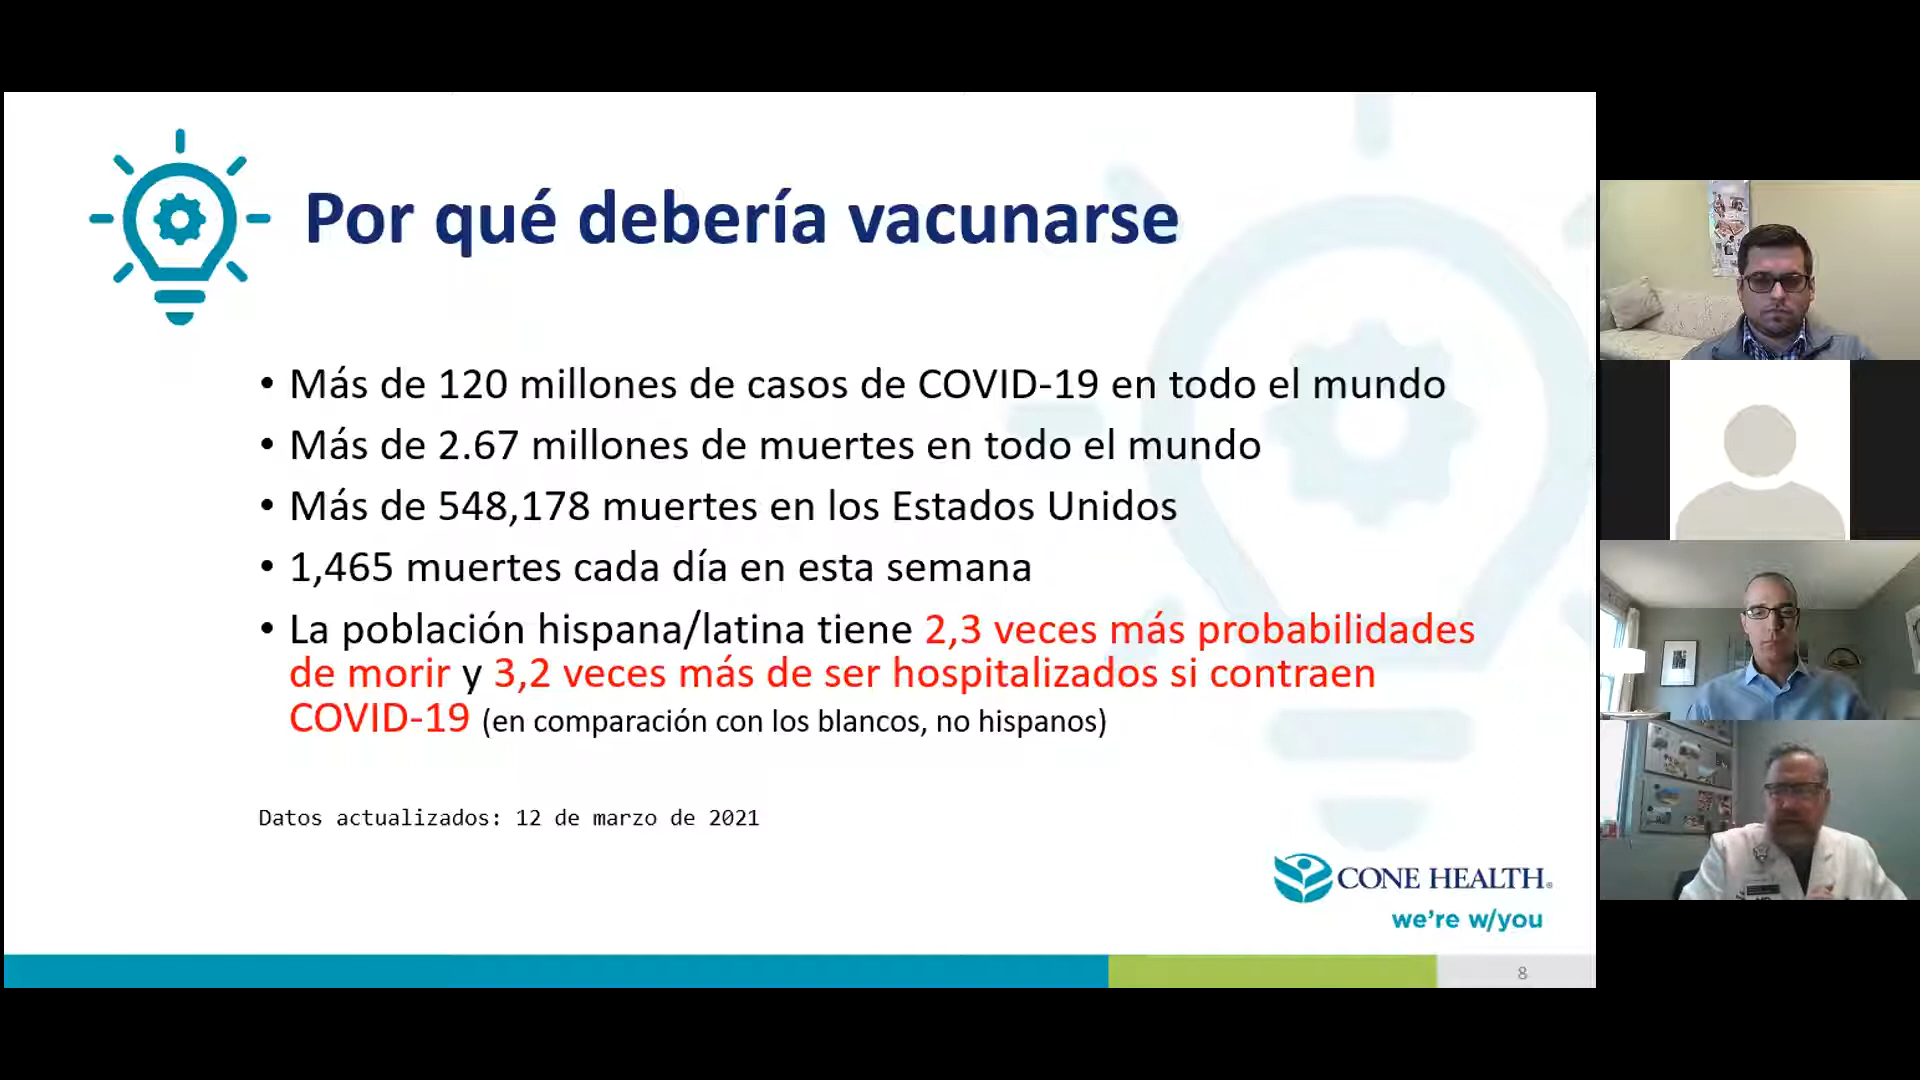 Por qué debería vacunarse
• Más de 120 millones de casos de COVID-19 en todo el mundo
• Más de 2.67 millones de muertes en todo el mundo
• Más de 548,178 muertes en los Estados Unidos
• 1,465 muertes cada día en esta semana
• La población hispana/latina tiene 2,3 veces más probabilidades
de morir y 3,2 veces más de ser hospitalizados si contraen
COVID-19 (en comparación con los blancos, no hispanos)
Datos actualizados: 12 de marzo de 2021
CONE HEALTH®
we're w/you
8